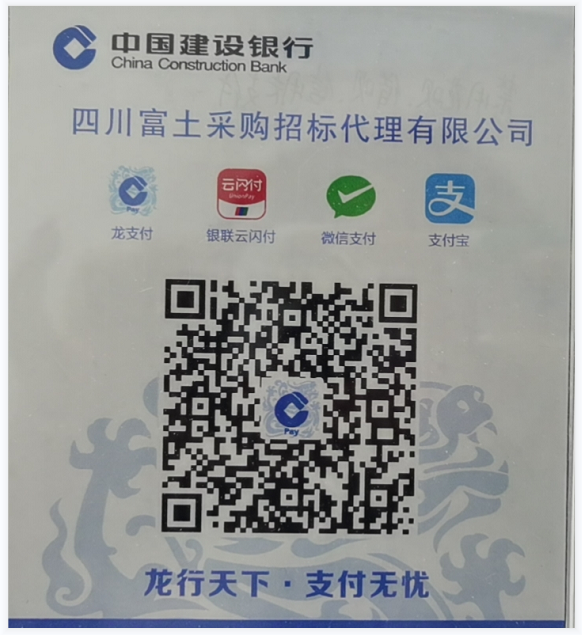 中国建设银行
China Construction Bank
四川富士采购招标代理有限公司
Pay
云闪付
UnionPay
支
龙支付
银联云闪付
微信支付
支付宝
Pay
龙行天下·支付无忧